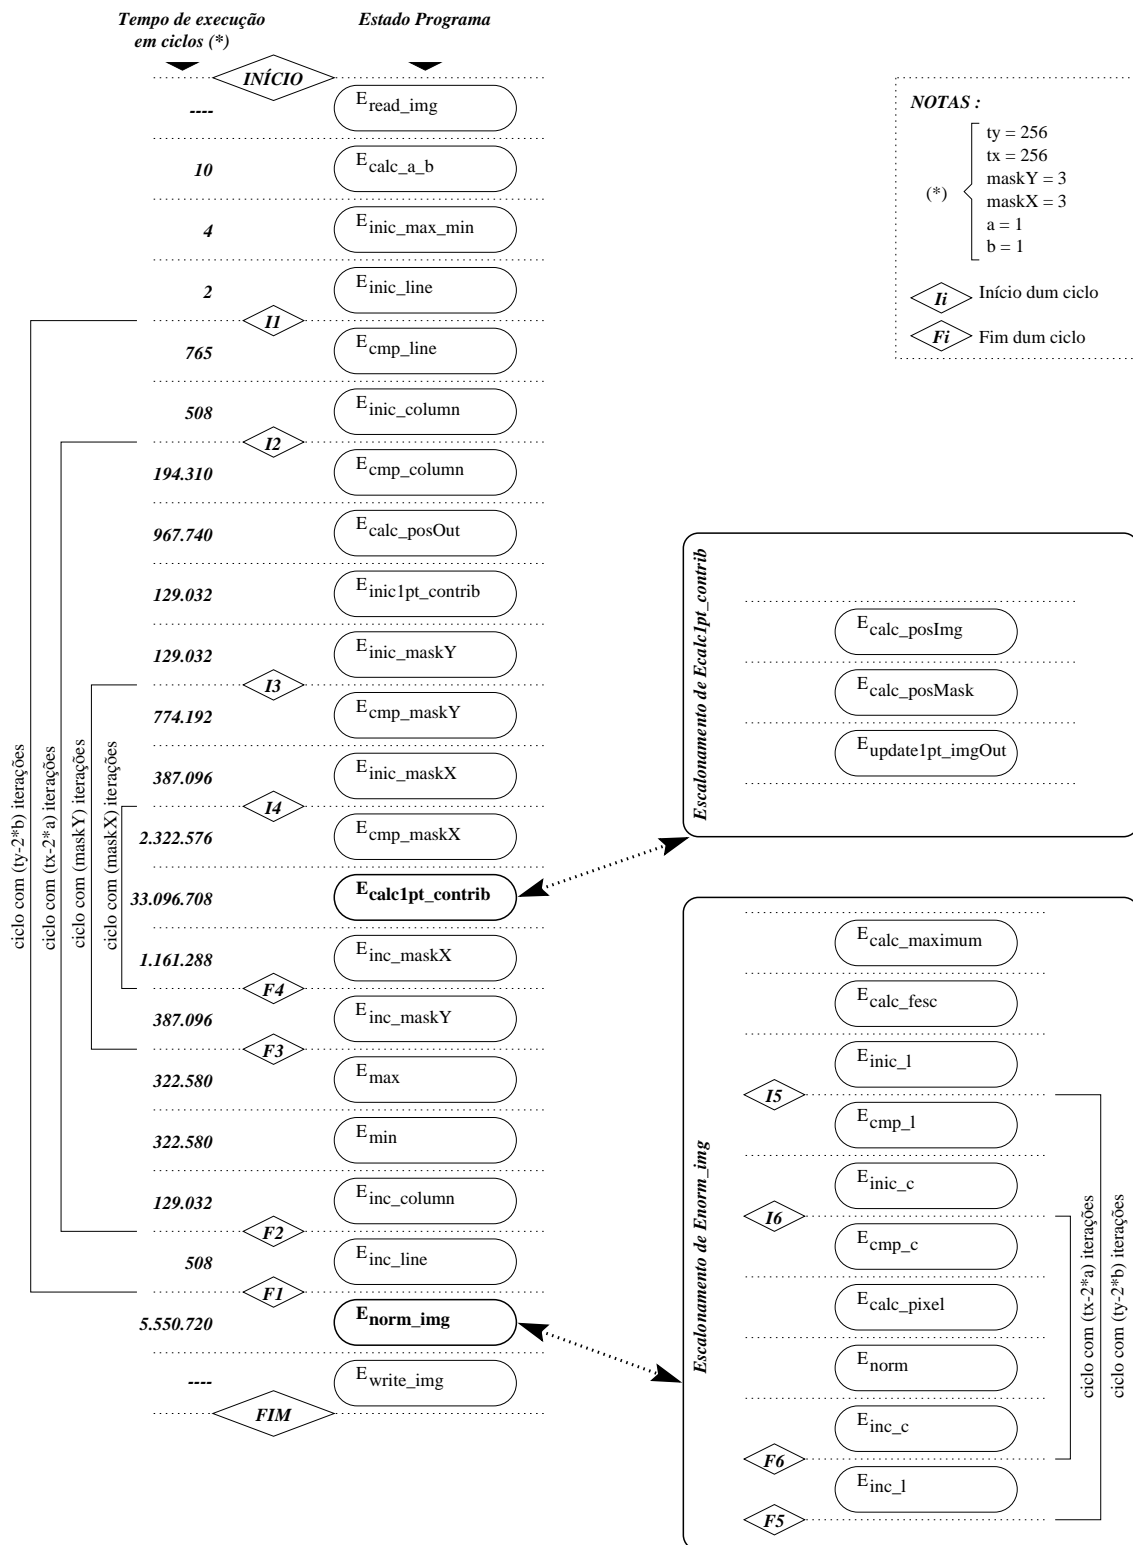 Tempo de execução
em ciclos (*)
Estado Programa
INÍCIO
---- Eread_img
10 Ecalc_a_b
4 Einic_max_min
2 Einic_line
I1
765 Ecmp_line
508 Einic_column
I2
194.310 Ecmp_column
967.740 Ecalc_posOut
129.032 Einic1pt_contrib
129.032 Einic_maskY
I3
774.192 Ecmp_maskY
387.096 Einic_maskX
I4
2.322.576 Ecmp_maskX
33.096.708 Ecalc1pt_contrib
1.161.288 Einc_maskX
F4
387.096 Einc_maskY
F3
322.580 Emax
322.580 Emin
129.032 Einc_column
F2
508 Einc_line
F1
5.550.720 Enorm_img
---- Ewrite_img
FIM
ciclo com (ty-2*b) iterações
ciclo com (tx-2*a) iterações
ciclo com (maskY) iterações
ciclo com (maskX) iterações
NOTAS :
(*)
ty = 256
tx = 256
maskY = 3
maskX = 3
a = 1
b = 1
Ii Início dum ciclo
Fi Fim dum ciclo
Escalonamento de Ecalc1pt_contrib
Ecalc_posImg
Ecalc_posMask
Eupdate1pt_imgOut
Escalonamento de Enorm_img
Ecalc_maximum
Ecalc_fesc
Einic_l
I5
Ecmp_l
Einic_c
I6
Ecmp_c
Ecalc_pixel
Enorm
Einc_c
F6
Einc_l
F5
ciclo com (tx-2*a) iterações
ciclo com (ty-2*b) iterações